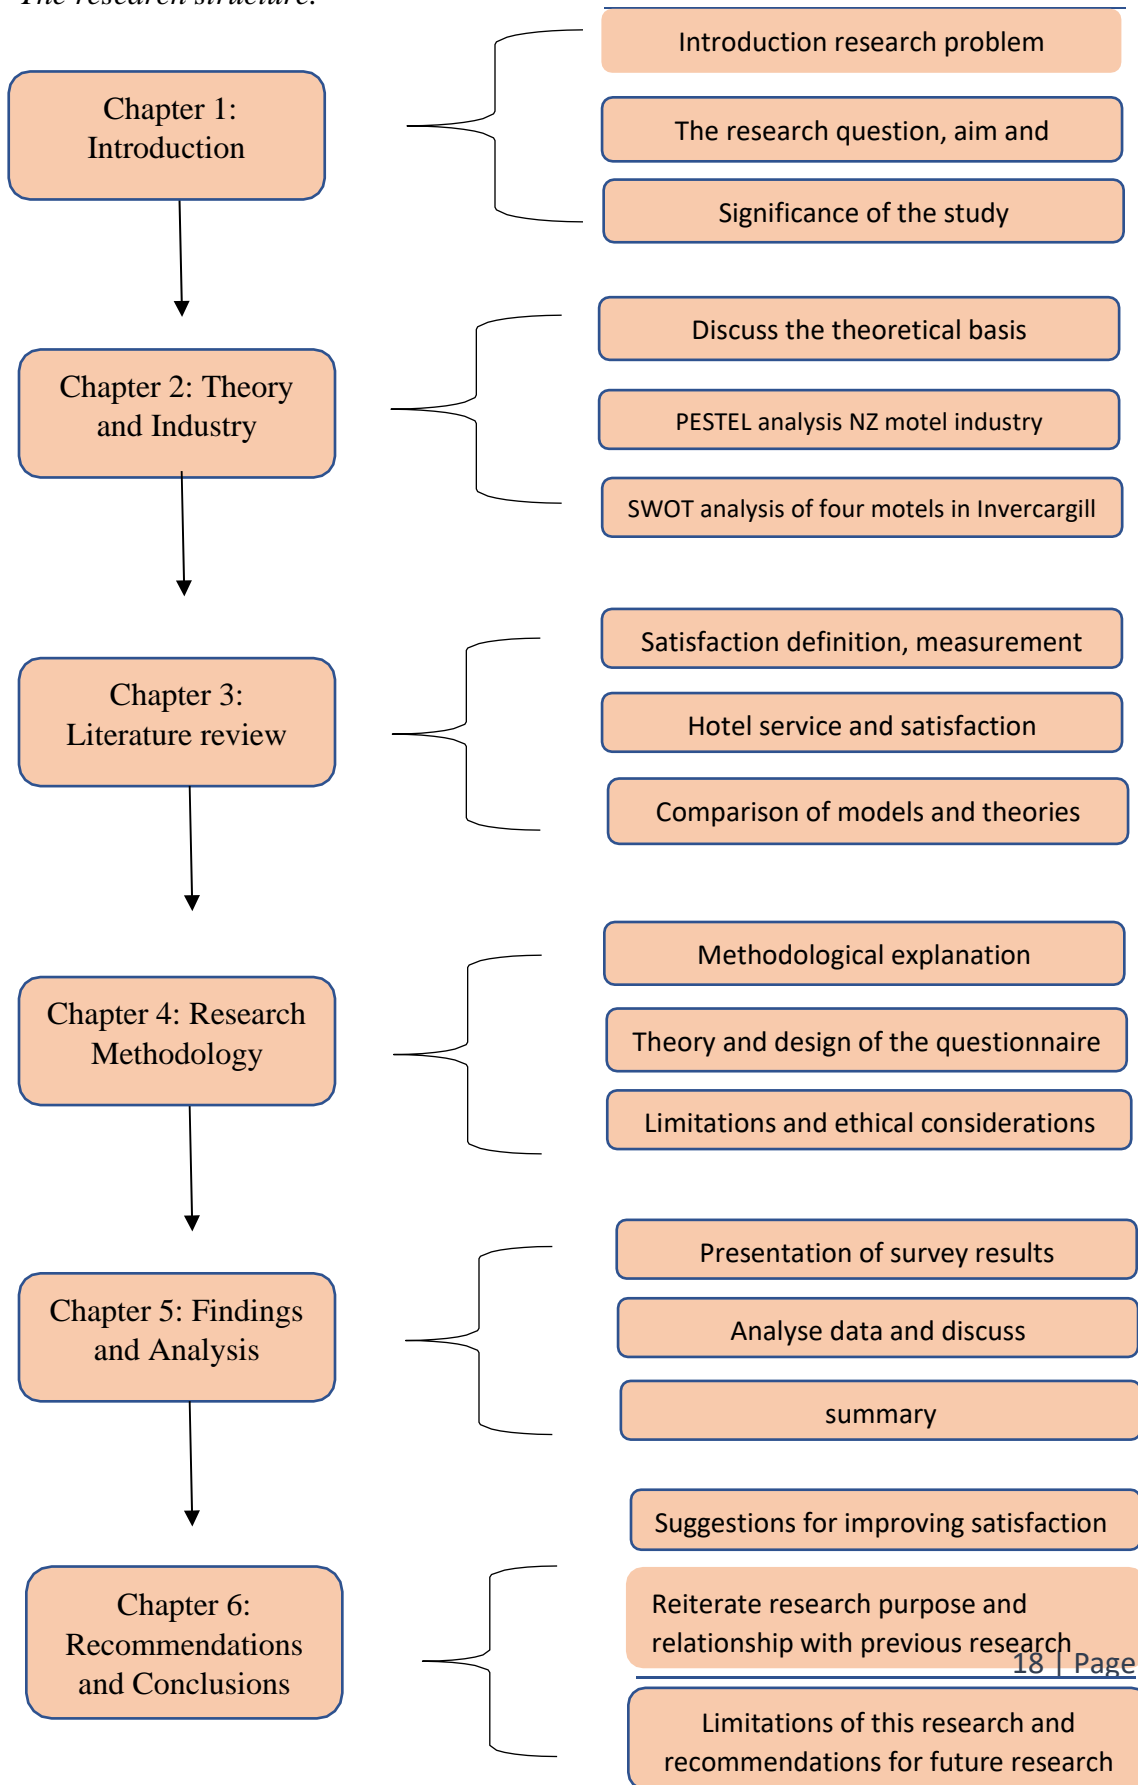 The research structure:
Chapter 1:
Introduction
Introduction research problem
The research question, aim and
Significance of the study
Chapter 2: Theory
and Industry
Discuss the theoretical basis
PESTEL analysis NZ motel industry
SWOT analysis of four motels in Invercargill
Chapter 3:
Literature review
Satisfaction definition, measurement
Hotel service and satisfaction
Comparison of models and theories
Chapter 4: Research
Methodology
Methodological explanation
Theory and design of the questionnaire
Limitations and ethical considerations
Chapter 5: Findings
and Analysis
Presentation of survey results
Analyse data and discuss
summary
Chapter 6:
Recommendations
and Conclusions
Suggestions for improving satisfaction
Reiterate research purpose and
relationship with previous research
18 | Page
Limitations of this research and
recommendations for future research